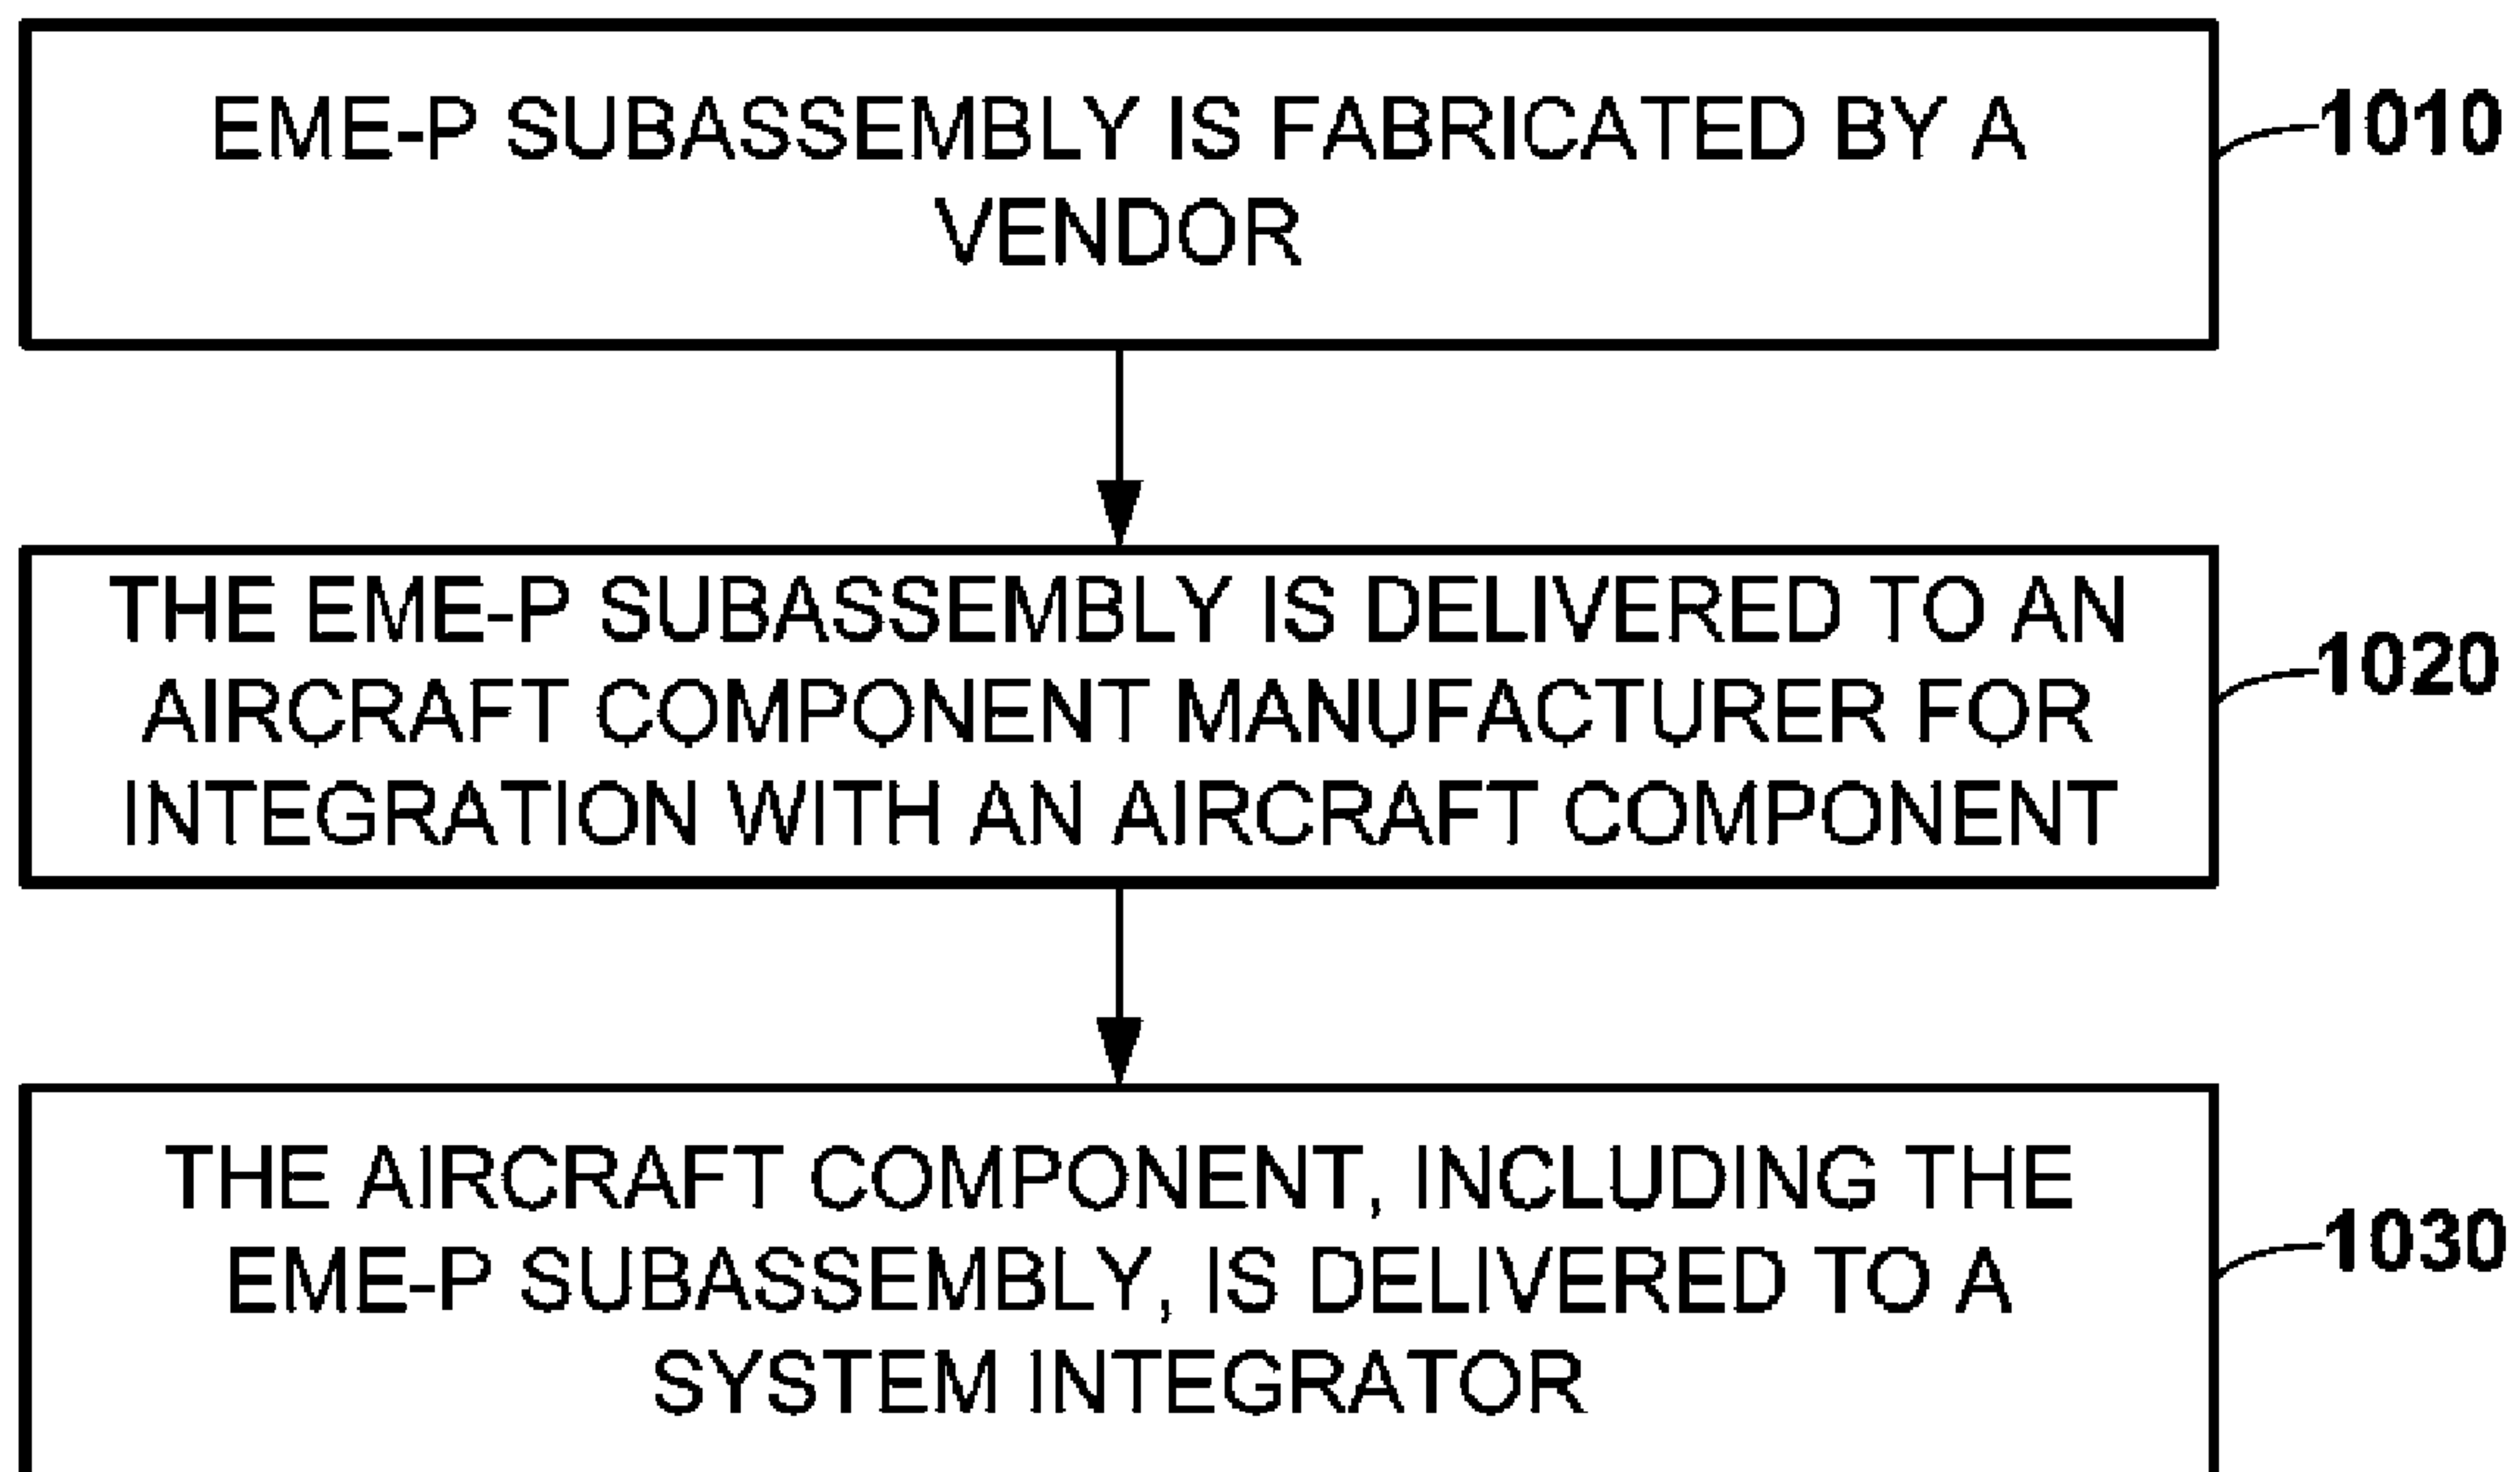 EME-P SUBASSEMBLY IS FABRICATED BY A
VENDOR
1010
THE EME-P SUBASSEMBLY IS DELIVERED TO AN
AIRCRAFT COMPONENT MANUFACTURER FOR
INTEGRATION WITH AN AIRCRAFT COMPONENT
1020
THE AIRCRAFT COMPONENT, INCLUDING THE
EME-P SUBASSEMBLY, IS DELIVERED TO A
SYSTEM INTEGRATOR
1030